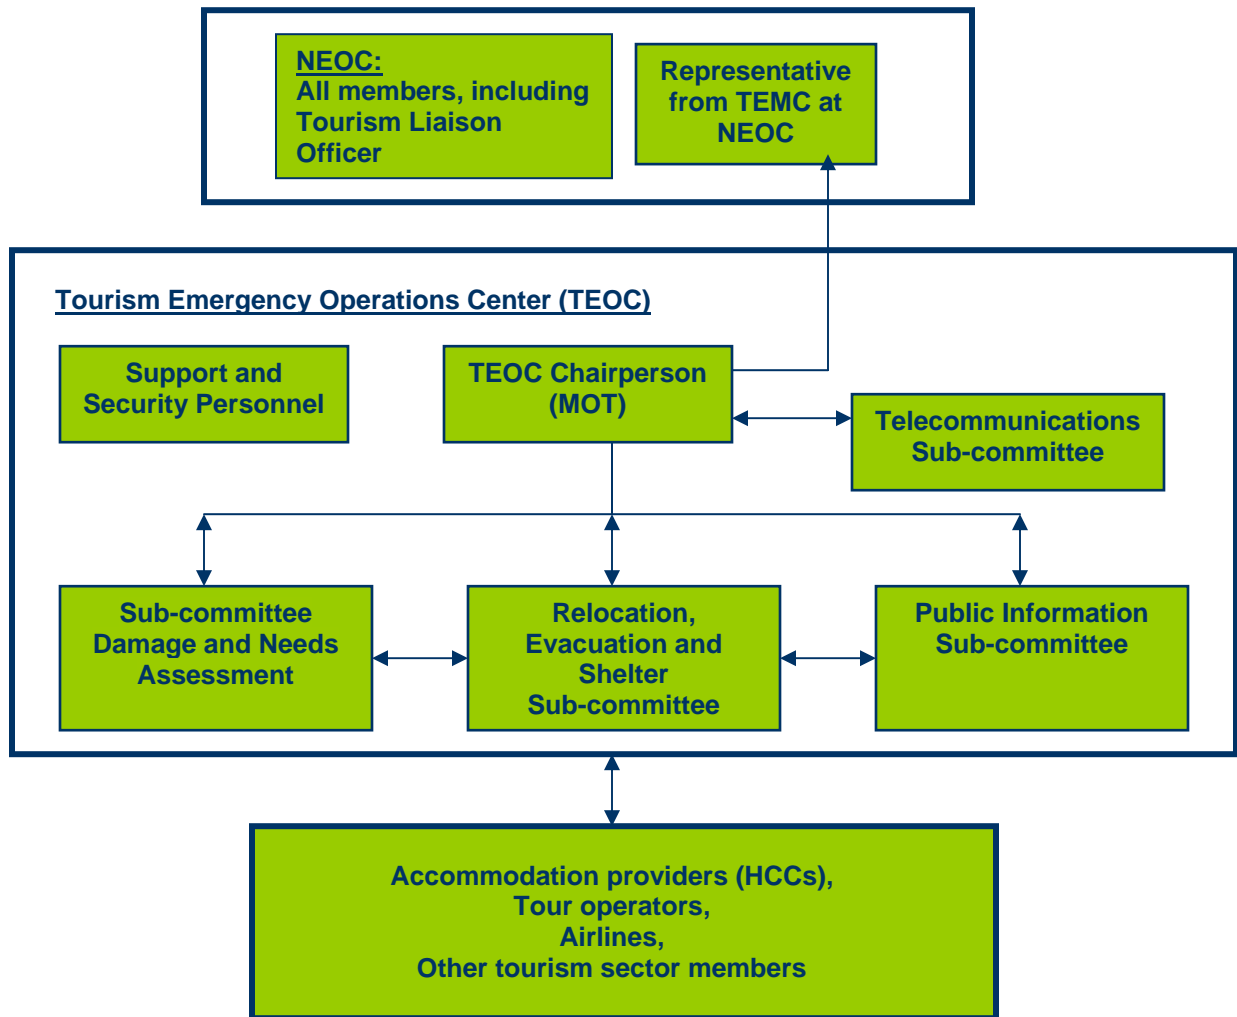 NEOC:
All members, including
Tourism Liaison
Officer
Representative
from TEMC at
NEOC
Tourism Emergency Operations Center (TEOC)
Support and
Security Personnel
TEOC Chairperson
(MOT)
Telecommunications
Sub-committee
Sub-committee
Damage and Needs
Assessment
Relocation,
Evacuation and
Shelter
Sub-committee
Public Information
Sub-committee
Accommodation providers (HCCs),
Tour operators,
Airlines,
Other tourism sector members